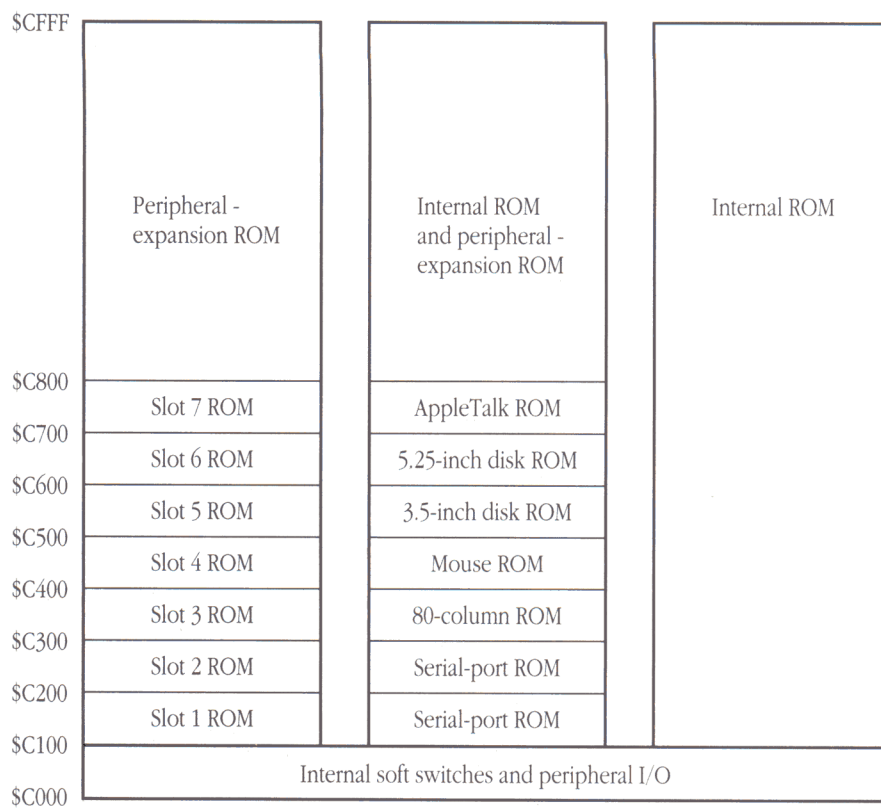 $CFFF
Peripheral -
expansion ROM
Internal ROM
and peripheral -
expansion ROM
Internal ROM
$C800
Slot 7 ROM
AppleTalk ROM
$C700
Slot 6 ROM
5.25-inch disk ROM
$C600
Slot 5 ROM
3.5-inch disk ROM
$C500
Slot 4 ROM
Mouse ROM
$C400
Slot 3 ROM
80-column ROM
$C300
Slot 2 ROM
Serial-port ROM
$C200
Slot 1 ROM
Serial-port ROM
$C100
Internal soft switches and peripheral I/O
$C000